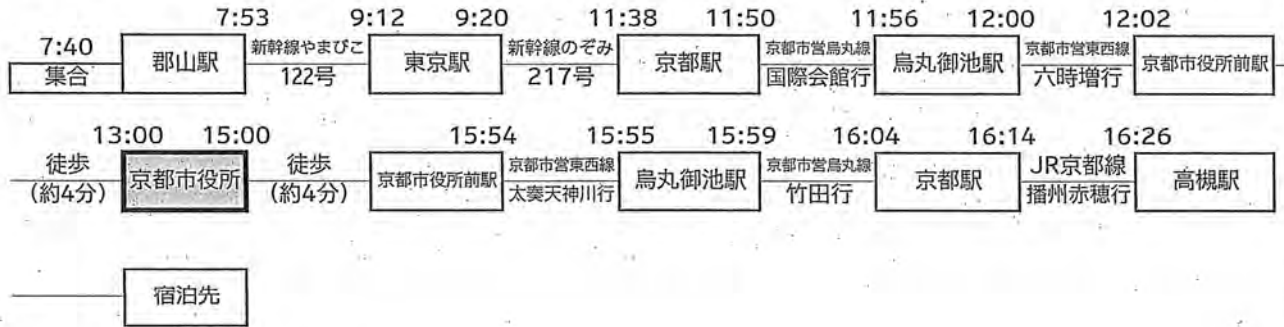 7:53 9:12 9:20 11:38 11:50 11:56 12:00 12:02
7:40 集合 郡山駅 新幹線やまびこ 122号 東京駅 新幹線のぞみ 217号 京都駅 京都市営烏丸線 国際会館行 烏丸御池駅 京都市営東西線 六時増行 京都市役所前駅
13:00 15:00 15:54 15:55 15:59 16:04 16:14 16:26
徒歩 (約4分) 京都市役所 徒歩 (約4分) 京都市役所前駅 京都市営東西線 太奏天神川行 烏丸御池駅 京都市営烏丸線 竹田行 京都駅 JR京都線 播州赤穂行 高槻駅
宿泊先